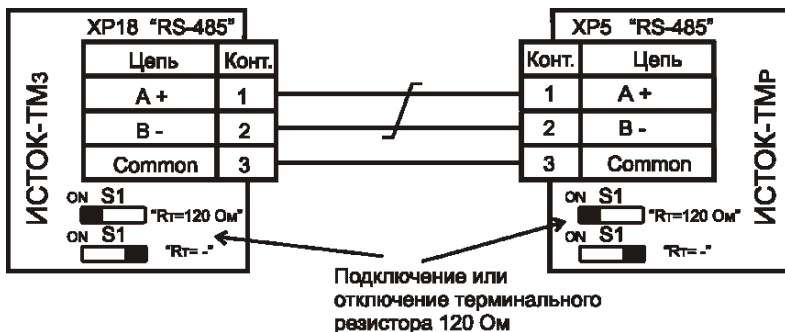 XP18 "RS-485"
Цепь Конт.
A + 1
B - 2
Common 3
ИСТОК-ТМ3
ON S1
"Rт=120 Ом"
ON S1
"Rт= -"
XP5 "RS-485"
Конт. Цепь
1 A +
2 B -
3 Common
ИСТОК-ТМР
ON S1
"Rт=120 Ом"
ON S1
"Rт= -"
Подключение или
отключение терминального
резистора 120 Ом